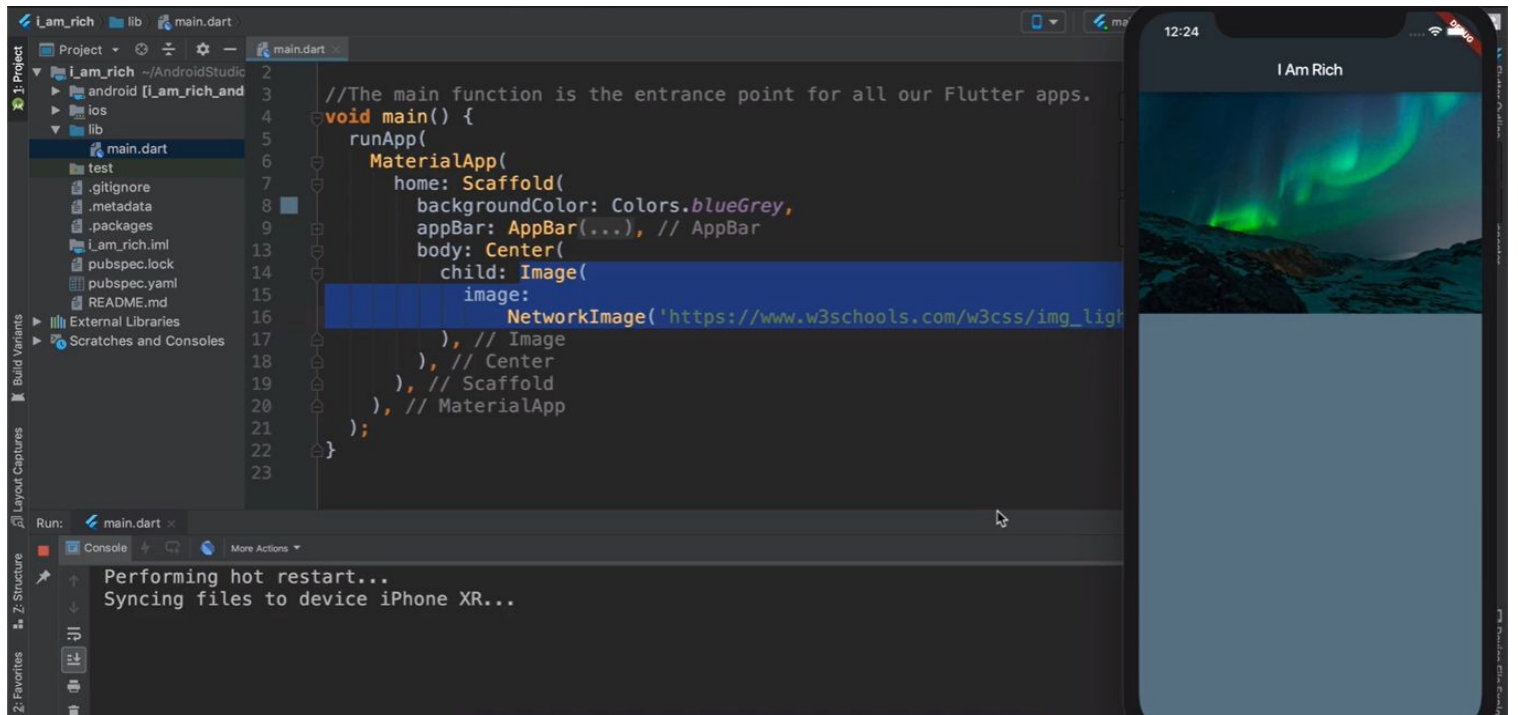 i_am_rich lib main.dart
Project main.dart
1: Project
i_am_rich ~/AndroidStudio
android [i_am_rich_and
ios
lib
main.dart
test
.gitignore
.metadata
.packages
i_am_rich.iml
pubspec.lock
pubspec.yaml
README.md
External Libraries
Scratches and Consoles
Build Variants
Layout Captures
Z: Structure
2: Favorites
2
3 //The main function is the entrance point for all our Flutter apps.
4 void main() {
5 runApp(
6 MaterialApp(
7 home: Scaffold(
8 backgroundColor: Colors.blueGrey,
9 appBar: AppBar(...), // AppBar
13 body: Center(
14 child: Image(
15 image:
16 NetworkImage('https://www.w3schools.com/w3css/img_ligh
17 ), // Image
18 ), // Center
19 ), // Scaffold
20 ), // MaterialApp
21 );
22 }
23
Run: main.dart
Console More Actions
Performing hot restart...
Syncing files to device iPhone XR...
12:24
DEBUG
I Am Rich
Flutter Outline